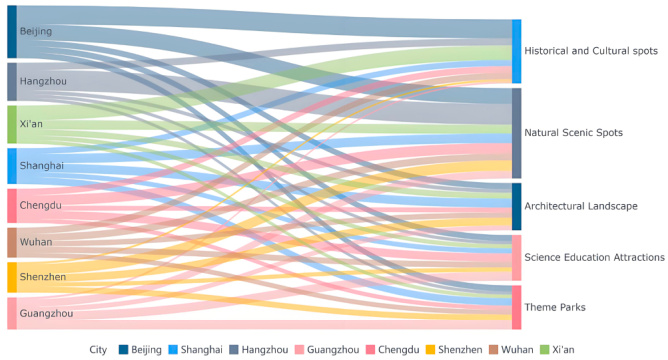 Beijing
Hangzhou
Xi'an
Shanghai
Chengdu
Wuhan
Shenzhen
Guangzhou
Historical and Cultural spots
Natural Scenic Spots
Architectural Landscape
Science Education Attractions
Theme Parks
City Beijing Shanghai Hangzhou Guangzhou Chengdu Shenzhen Wuhan Xi'an